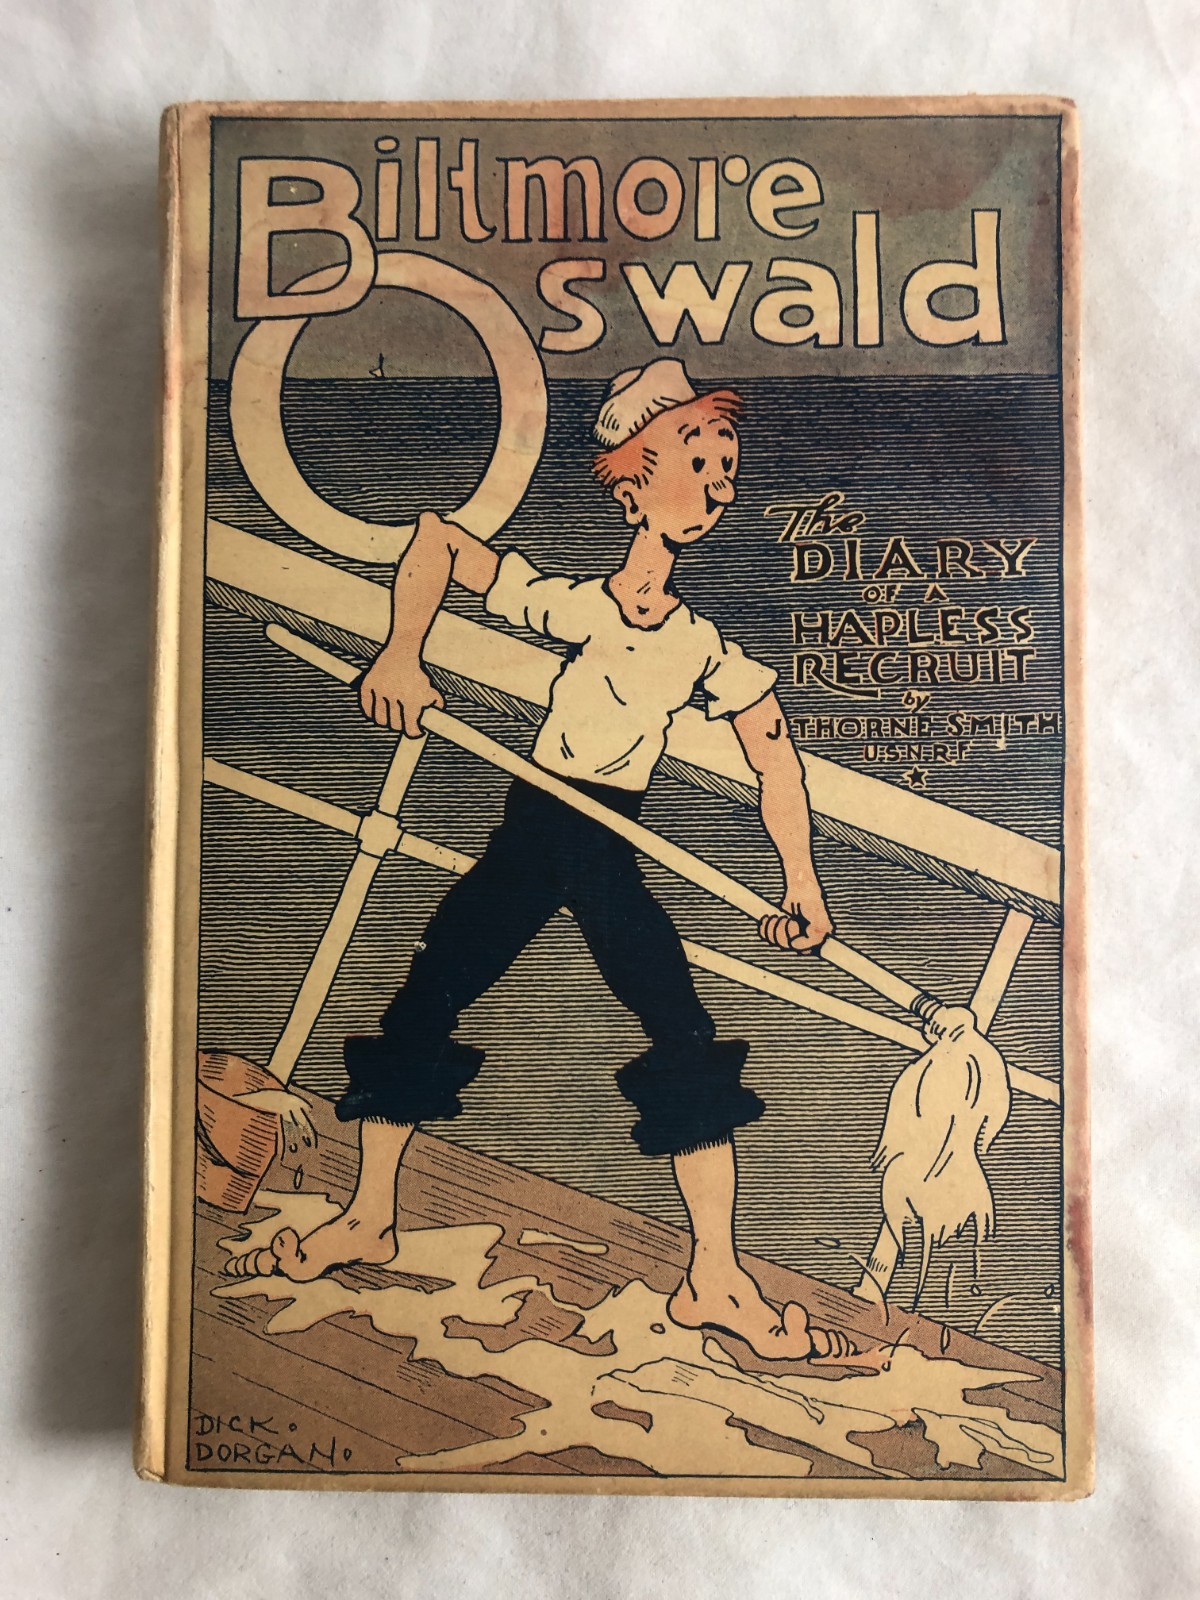 Biltmore
Oswald
The
DIARY
OF A
HAPLESS
RECRUIT
by
J. THORNE SMITH
U.S.N.R.F
DICK.
DORGAN.